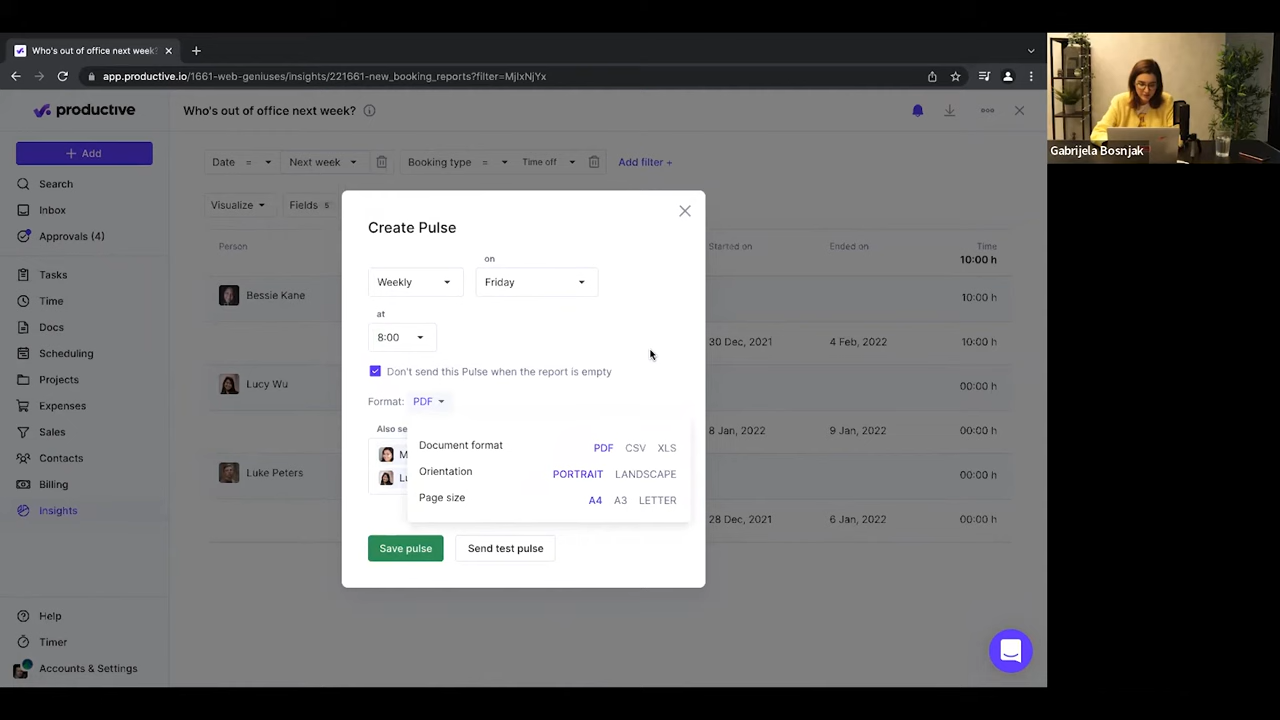 Who's out of office next week?
app.productive.io/1661-web-geniuses/insights/221661-new_booking_reports?filter=MjIxNjYx
productive
Who's out of office next week?
Add
Date = Next week Booking type = Time off Add filter +
Search
Visualize Fields 5
Inbox
Approvals (4)
Person Started on Ended on Time
10:00 h
Tasks
Time
Docs
Scheduling
Projects
Expenses
Sales
Contacts
Billing
Insights
Bessie Kane 10:00 h
30 Dec, 2021 4 Feb, 2022 10:00 h
Lucy Wu 00:00 h
8 Jan, 2022 9 Jan, 2022 00:00 h
Luke Peters 00:00 h
28 Dec, 2021 6 Jan, 2022 00:00 h
Create Pulse
on
Weekly Friday
at
8:00
Don't send this Pulse when the report is empty
Format: PDF
Also se
M
Lu
Document format PDF CSV XLS
Orientation PORTRAIT LANDSCAPE
Page size A4 A3 LETTER
Save pulse Send test pulse
Help
Timer
Accounts & Settings
Gabrijela Bosnjak